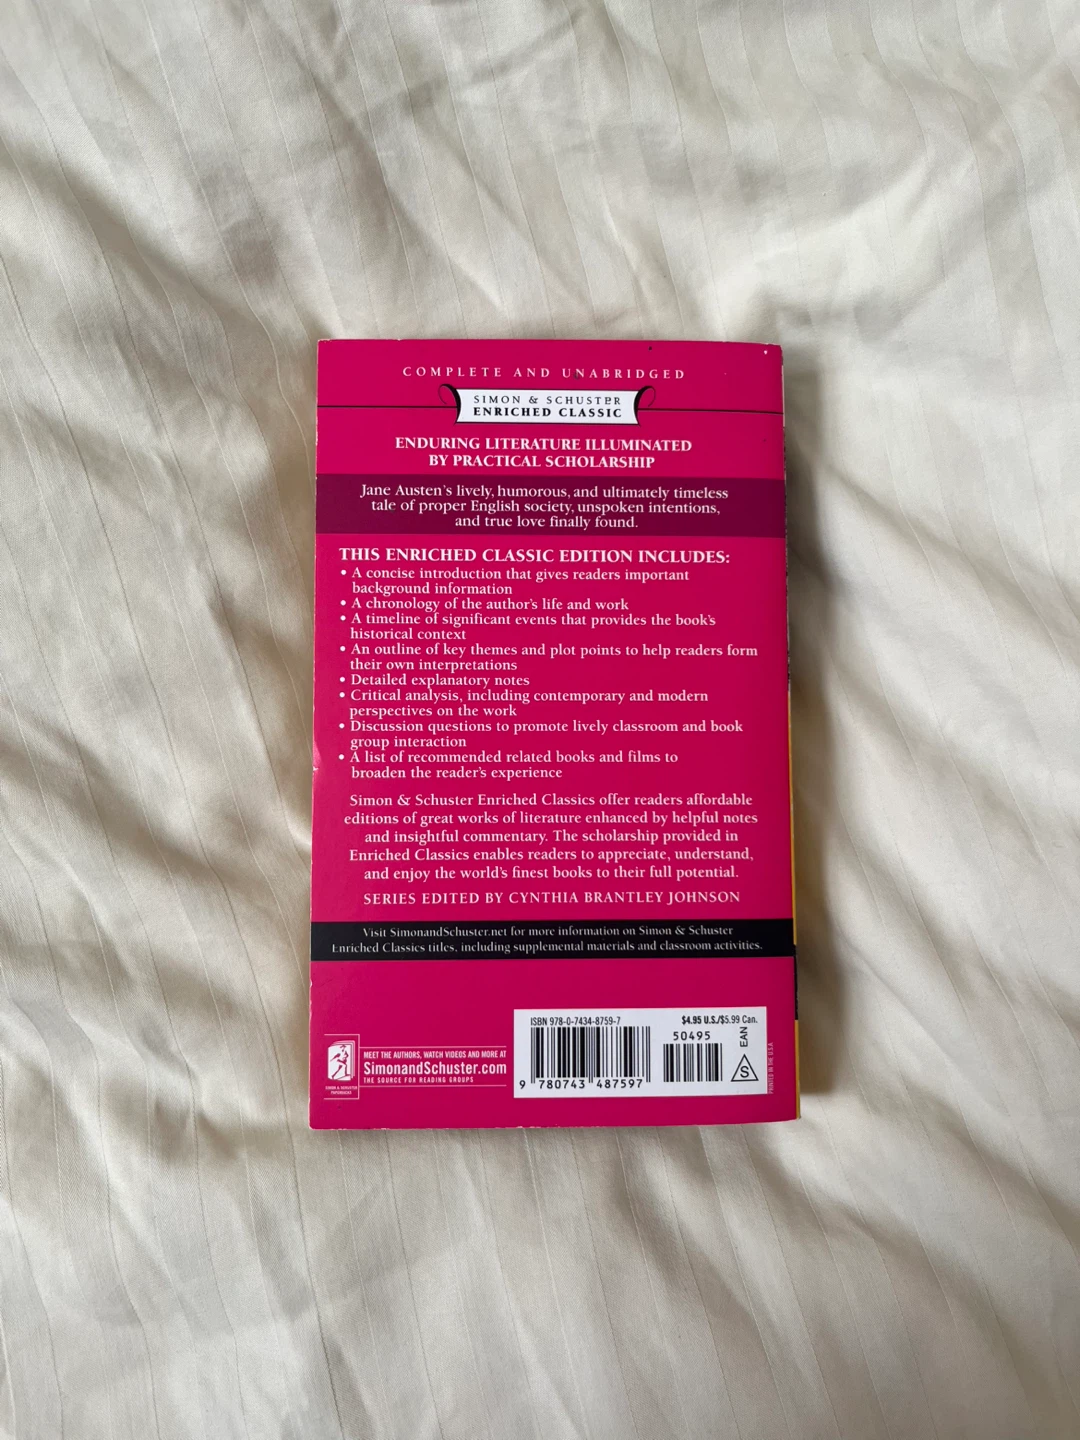 COMPLETE AND UNABRIDGED
SIMON & SCHUSTER
ENRICHED CLASSIC
ENDURING LITERATURE ILLUMINATED
BY PRACTICAL SCHOLARSHIP
Jane Austen's lively, humorous, and ultimately timeless
tale of proper English society, unspoken intentions,
and true love finally found.
THIS ENRICHED CLASSIC EDITION INCLUDES:
• A concise introduction that gives readers important
background information
• A chronology of the author's life and work
• A timeline of significant events that provides the book's
historical context
• An outline of key themes and plot points to help readers form
their own interpretations
• Detailed explanatory notes
• Critical analysis, including contemporary and modern
perspectives on the work
• Discussion questions to promote lively classroom and book
group interaction
• A list of recommended related books and films to
broaden the reader's experience
Simon & Schuster Enriched Classics offer readers affordable
editions of great works of literature enhanced by helpful notes
and insightful commentary. The scholarship provided in
Enriched Classics enables readers to appreciate, understand,
and enjoy the world's finest books to their full potential.
SERIES EDITED BY CYNTHIA BRANTLEY JOHNSON
Visit SimonandSchuster.net for more information on Simon & Schuster
Enriched Classics titles, including supplemental materials and classroom activities.
SIMON & SCHUSTER
PAPERBACKS
MEET THE AUTHORS, WATCH VIDEOS AND MORE AT
SimonandSchuster.com
THE SOURCE FOR READING GROUPS
ISBN 978-0-7434-8759-7
$4.95 U.S./$5.99 Can.
50495
9 780743 487597
EAN
S
PRINTED IN THE U.S.A.